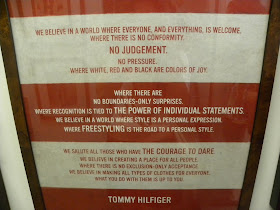 WE BELIEVE IN A WORLD WHERE EVERYONE, AND EVERYTHING, IS WELCOME,
WHERE THERE IS NO CONFORMITY.
NO JUDGEMENT.
NO PRESSURE.
WHERE WHITE, RED AND BLACK ARE COLORS OF JOY.
WHERE THERE ARE
NO BOUNDARIES-ONLY SURPRISES.
WHERE RECOGNITION IS TIED TO THE POWER OF INDIVIDUAL STATEMENTS.
WE BELIEVE IN A WORLD WHERE STYLE IS A PERSONAL EXPRESSION.
WHERE FREESTYLING IS THE ROAD TO A PERSONAL STYLE.
WE SALUTE ALL THOSE WHO HAVE THE COURAGE TO DARE
WE BELIEVE IN CREATING A PLACE FOR ALL PEOPLE.
WHERE THERE IS NO EXCLUSION-ONLY ACCEPTANCE.
WE BELIEVE IN MAKING ALL TYPES OF CLOTHES FOR EVERYONE.
WHAT YOU DO WITH THEM IS UP TO YOU
TOMMY HILFIGER